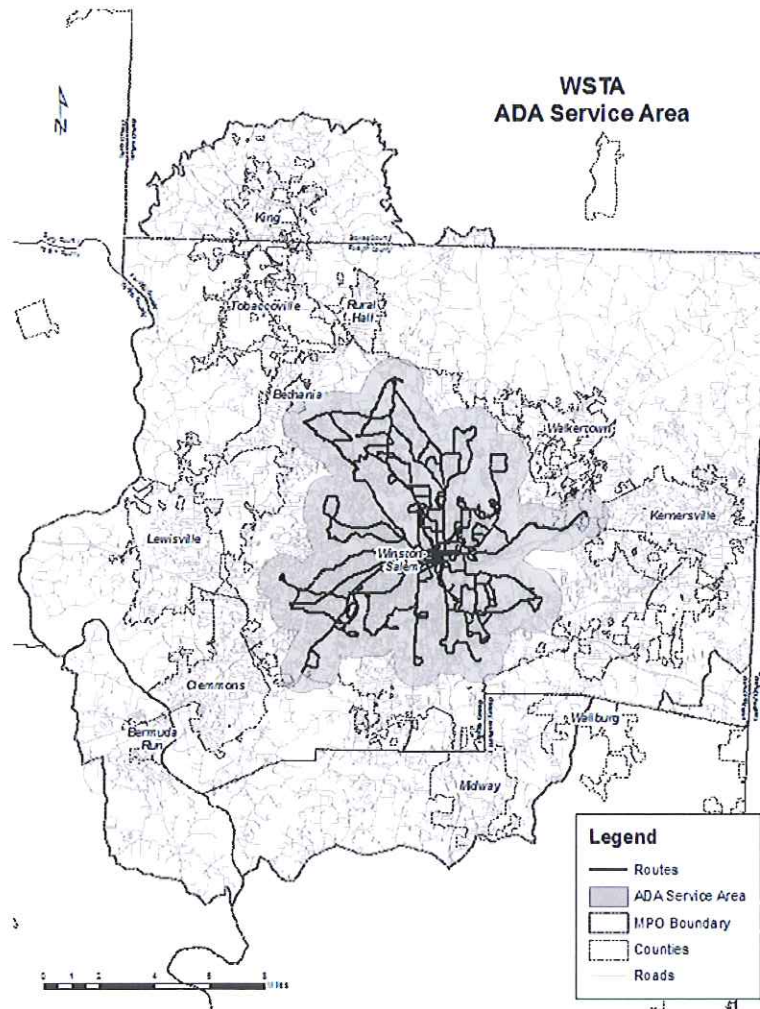 WSTA
ADA Service Area
King
Tobaccoville
Rural
Hall
Bethania
Walkertown
Kernersville
Lewisville
Winston-
Salem
Clemmons
Bermuda
Run
Wallburg
Midway
Legend
Routes
ADA Service Area
MPO Boundary
Counties
Roads
0 1 2 4 6 8
Miles